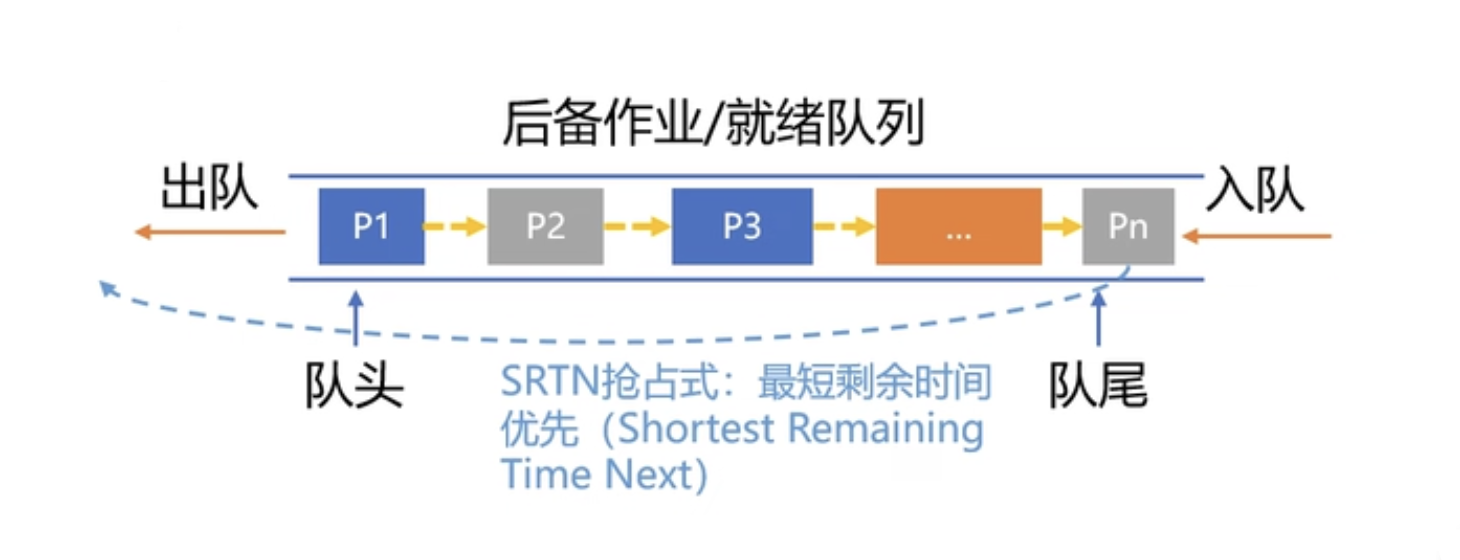 后备作业/就绪队列
出队
入队
P1
P2
P3
...
Pn
队头
队尾
SRTN抢占式：最短剩余时间
优先（Shortest Remaining
Time Next）